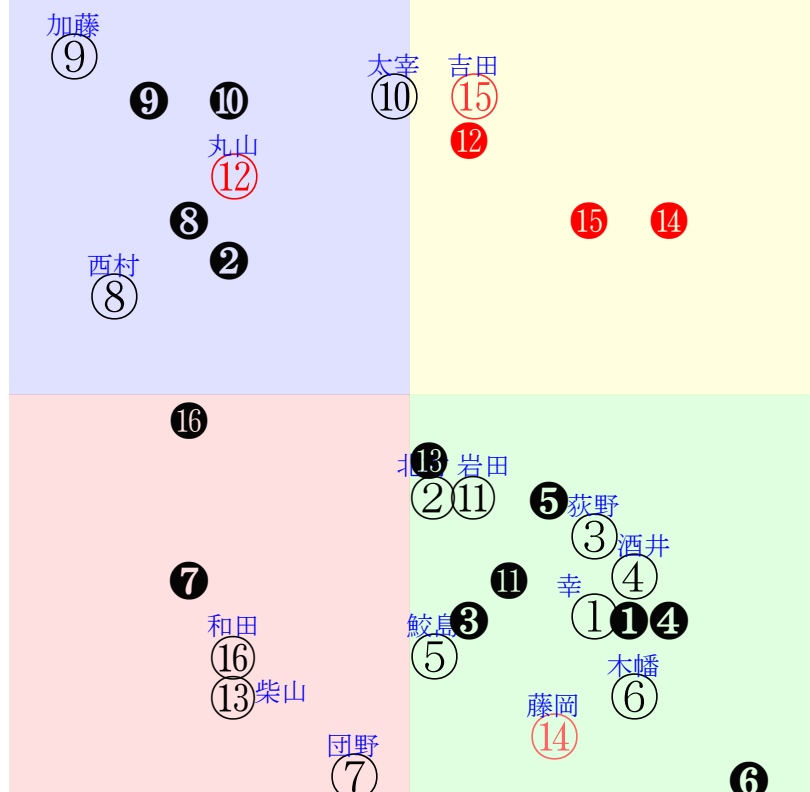 加藤
⑨
太宰
吉田
⑩
⑮
❾
❿
⓬
丸山
⑫
❽
⓯
⓮
❷
西村
⑧
⓰
北
⓭
岩田
②
⑪
❺
荻野
③
酒井
④
❼
⓫
幸
①
❶
❹
和田
鮫島
❸
⑯
⑤
木幡
⑥
⑬
柴山
藤岡
⑭
団野
⑦
❻